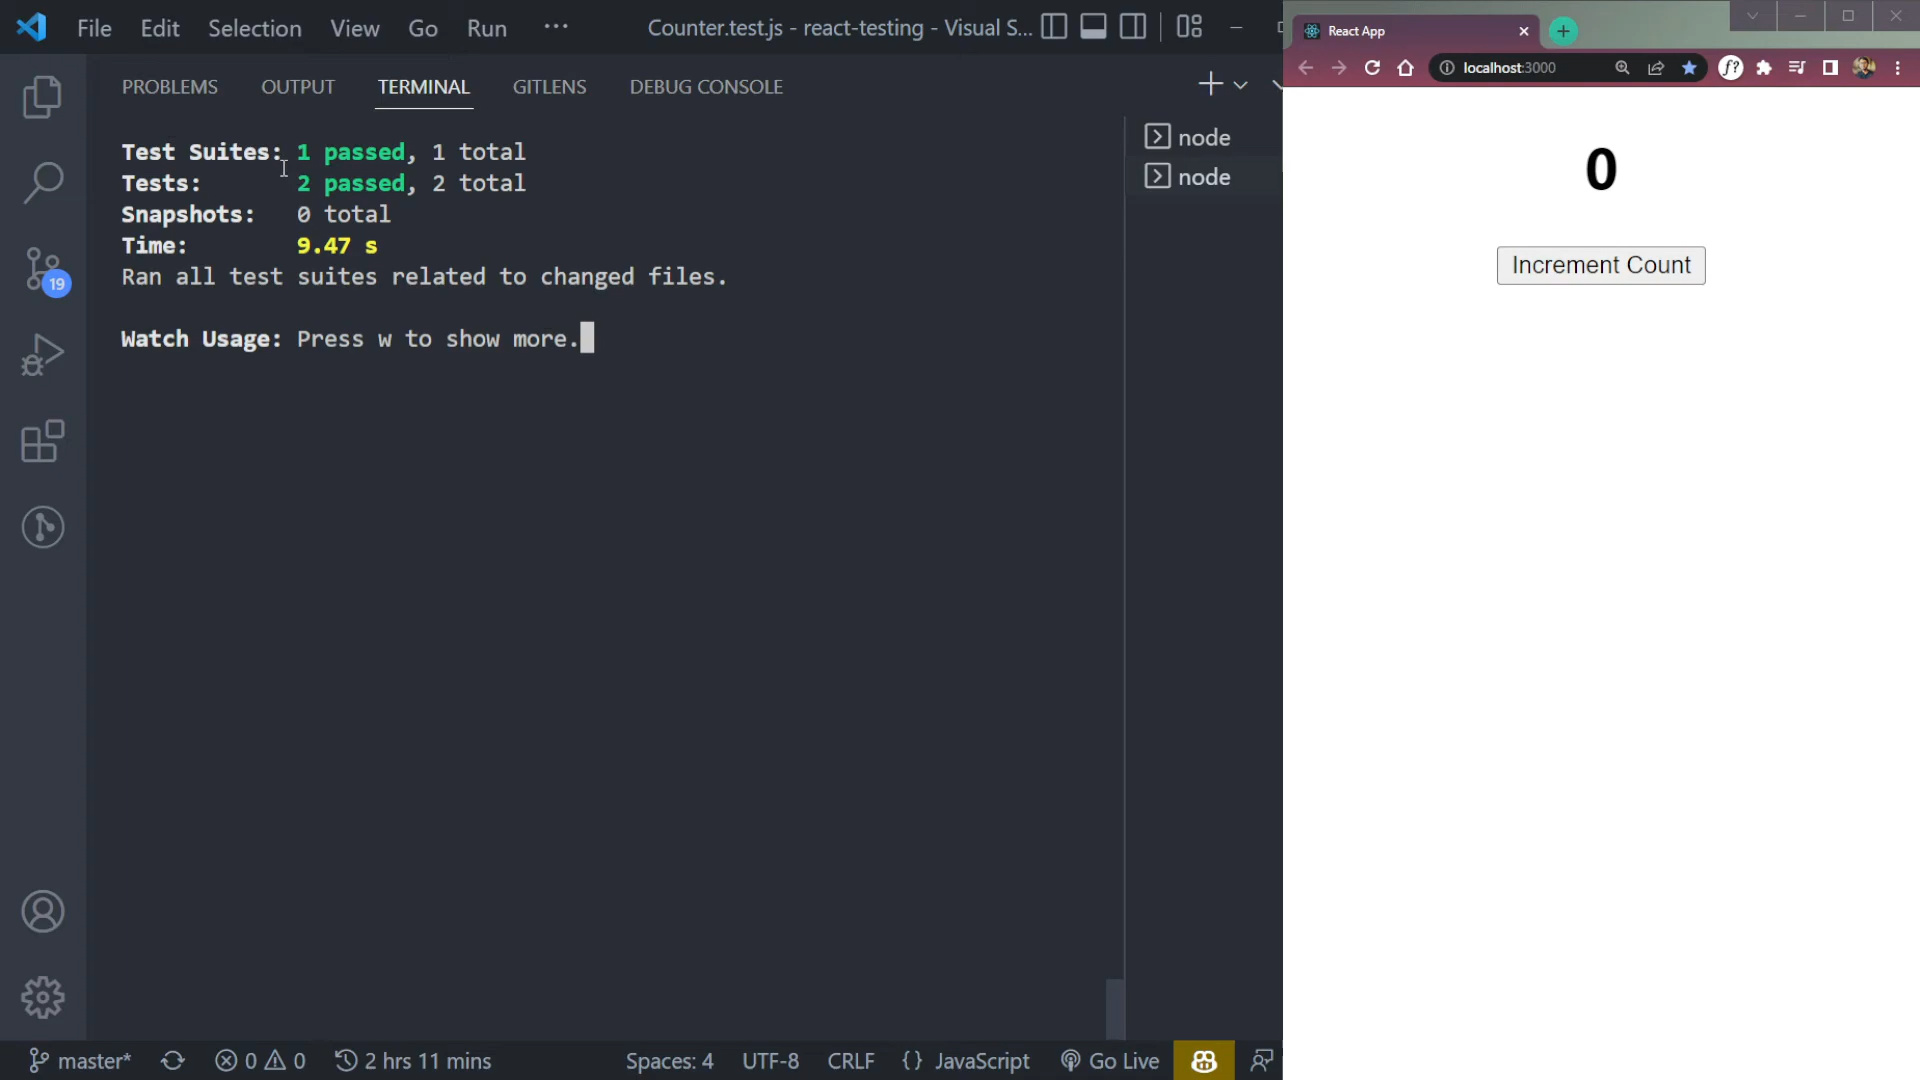 File Edit Selection View Go Run ··· Counter.test.js - react-testing - Visual S...
PROBLEMS OUTPUT TERMINAL GITLENS DEBUG CONSOLE
Test Suites: 1 passed, 1 total
Tests: 2 passed, 2 total
Snapshots: 0 total
Time: 9.47 s
Ran all test suites related to changed files.
Watch Usage: Press w to show more.
node
node
19
master* 0 0 2 hrs 11 mins Spaces: 4 UTF-8 CRLF {} JavaScript Go Live
React App
localhost:3000
f?
0
Increment Count